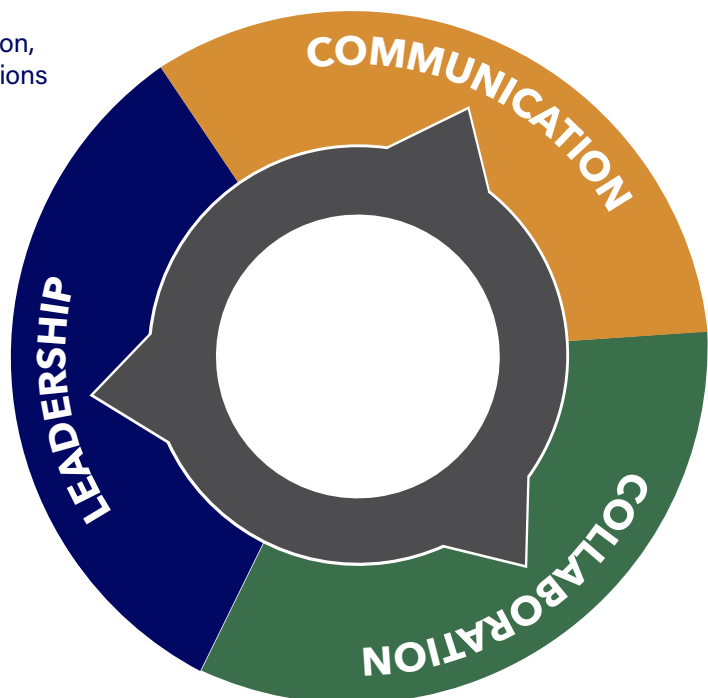 on,
ions
COMMUNICATION
LEADERSHIP
COLLABORATION